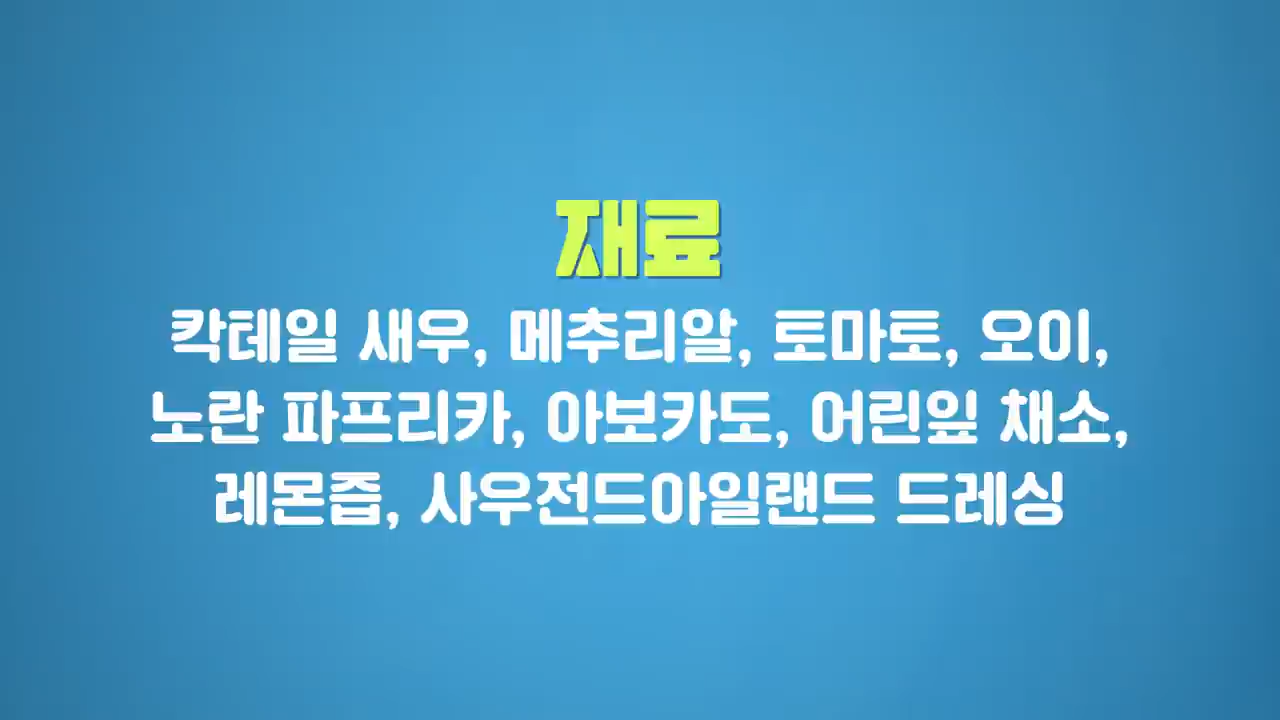 재료
칵테일 새우, 메추리알, 토마토, 오이,
노란 파프리카, 아보카도, 어린잎 채소,
레몬즙, 사우전드아일랜드 드레싱